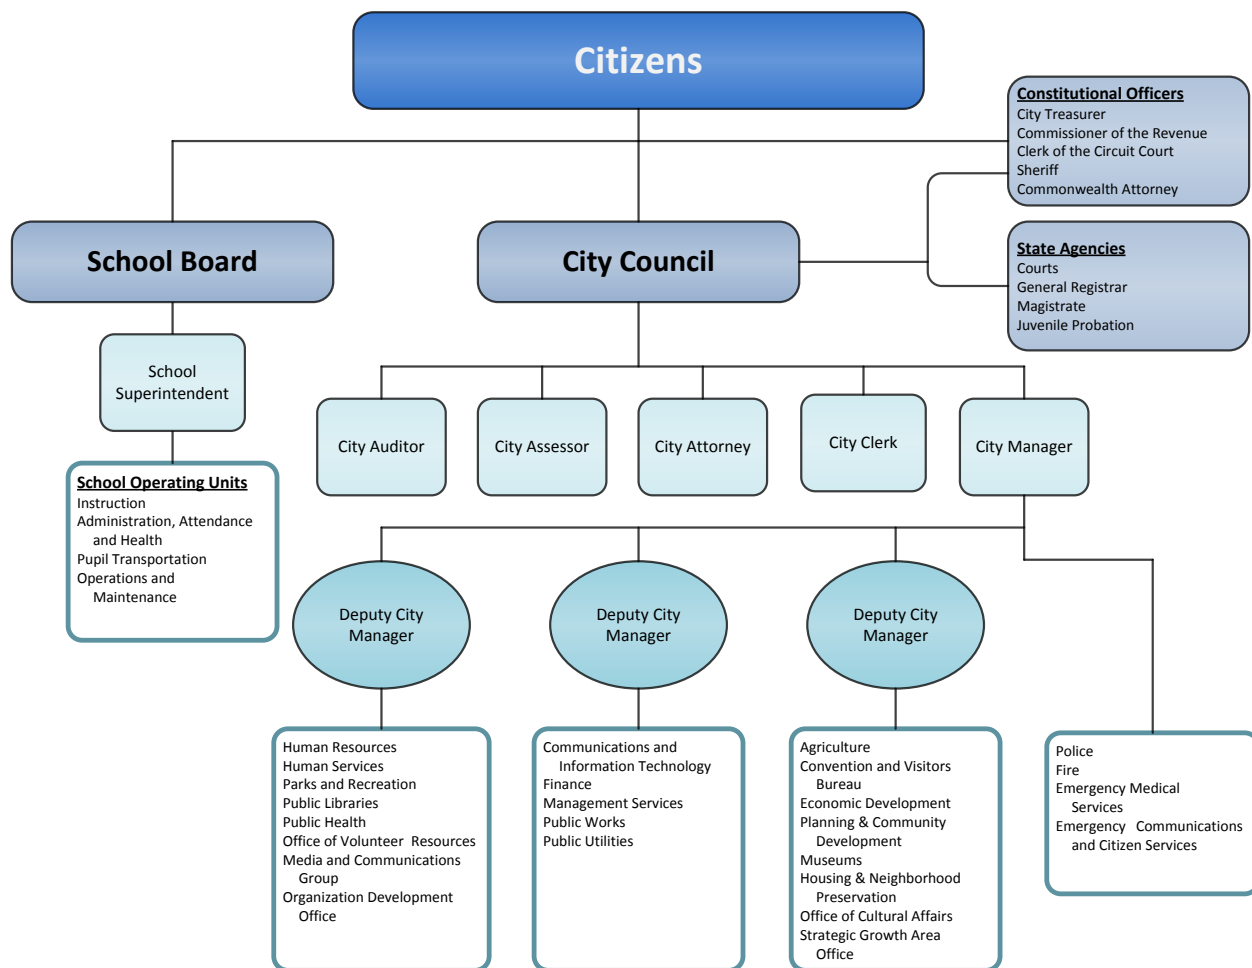 Citizens
Constitutional Officers
City Treasurer
Commissioner of the Revenue
Clerk of the Circuit Court
Sheriff
Commonwealth Attorney
School Board
City Council
State Agencies
Courts
General Registrar
Magistrate
Juvenile Probation
School
Superintendent
City Auditor
City Assessor
City Attorney
City Clerk
City Manager
School Operating Units
Instruction
Administration, Attendance
and Health
Pupil Transportation
Operations and
Maintenance
Deputy City
Manager
Deputy City
Manager
Deputy City
Manager
Human Resources
Human Services
Parks and Recreation
Public Libraries
Public Health
Office of Volunteer Resources
Media and Communications
Group
Organization Development
Office
Communications and
Information Technology
Finance
Management Services
Public Works
Public Utilities
Agriculture
Convention and Visitors
Bureau
Economic Development
Planning & Community
Development
Museums
Housing & Neighborhood
Preservation
Office of Cultural Affairs
Strategic Growth Area
Office
Police
Fire
Emergency Medical
Services
Emergency Communications
and Citizen Services